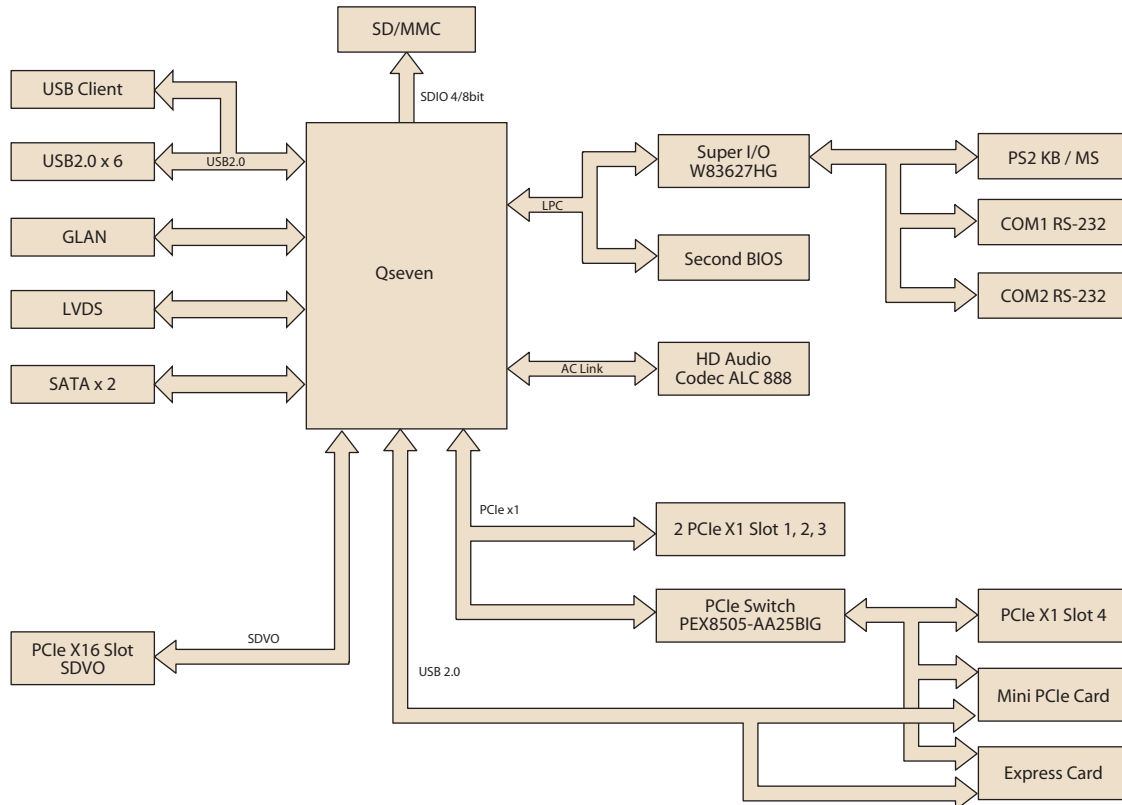 SD/MMC
SDIO 4/8bit
USB Client
USB2.0 x 6
USB2.0
GLAN
LVDS
SATA x 2
Qseven
LPC
Super I/O
W83627HG
Second BIOS
PS2 KB / MS
COM1 RS-232
COM2 RS-232
AC Link
HD Audio
Codec ALC 888
PCIe x1
2 PCIe X1 Slot 1, 2, 3
PCIe Switch
PEX8505-AA25BIG
PCIe X1 Slot 4
SDVO
PCIe X16 Slot
SDVO
USB 2.0
Mini PCIe Card
Express Card